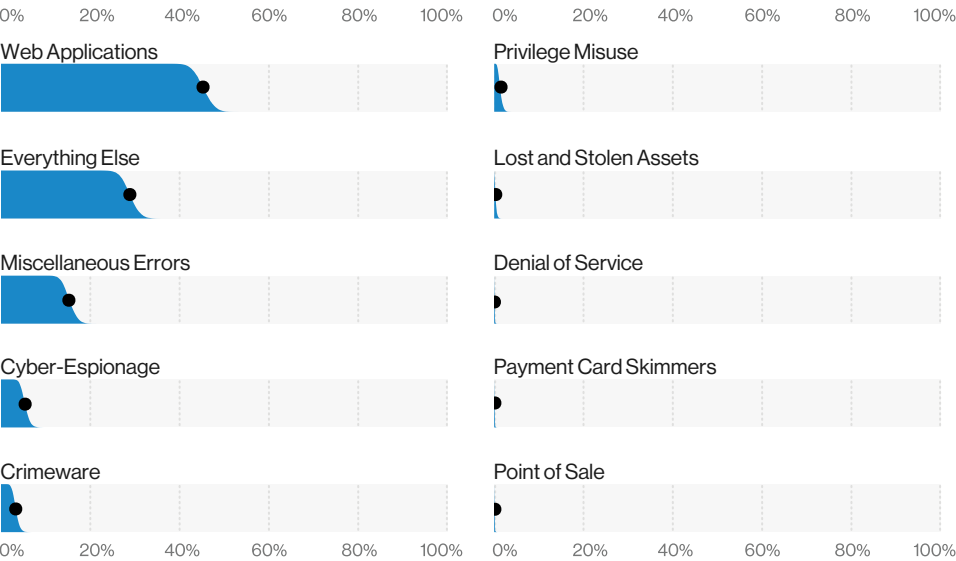 0% 20% 40% 60% 80% 100% 0% 20% 40% 60% 80% 100%
Web Applications
Privilege Misuse
Everything Else
Lost and Stolen Assets
Miscellaneous Errors
Denial of Service
Cyber-Espionage
Payment Card Skimmers
Crimeware
Point of Sale
0% 20% 40% 60% 80% 100% 0% 20% 40% 60% 80% 100%